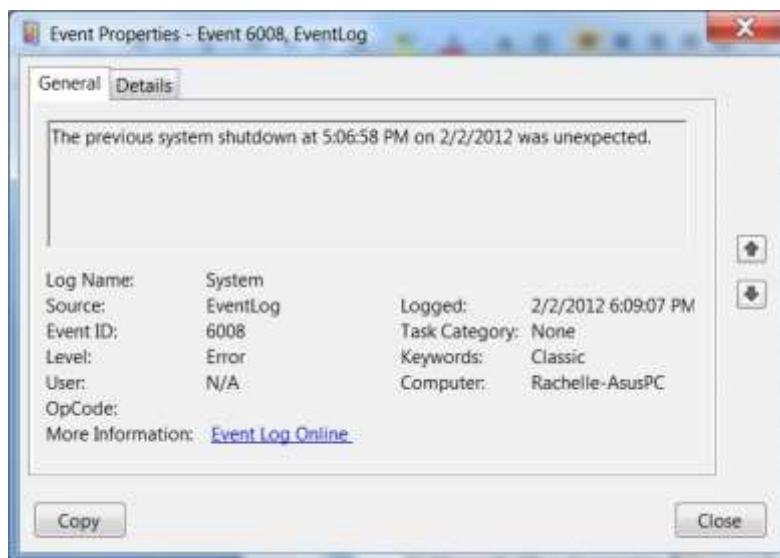 Event Properties - Event 6008, EventLog
General Details
The previous system shutdown at 5:06:58 PM on 2/2/2012 was unexpected.
Log Name: System
Source: EventLog Logged: 2/2/2012 6:09:07 PM
Event ID: 6008 Task Category: None
Level: Error Keywords: Classic
User: N/A Computer: Rachelle-AsusPC
OpCode:
More Information: Event Log Online
Copy Close